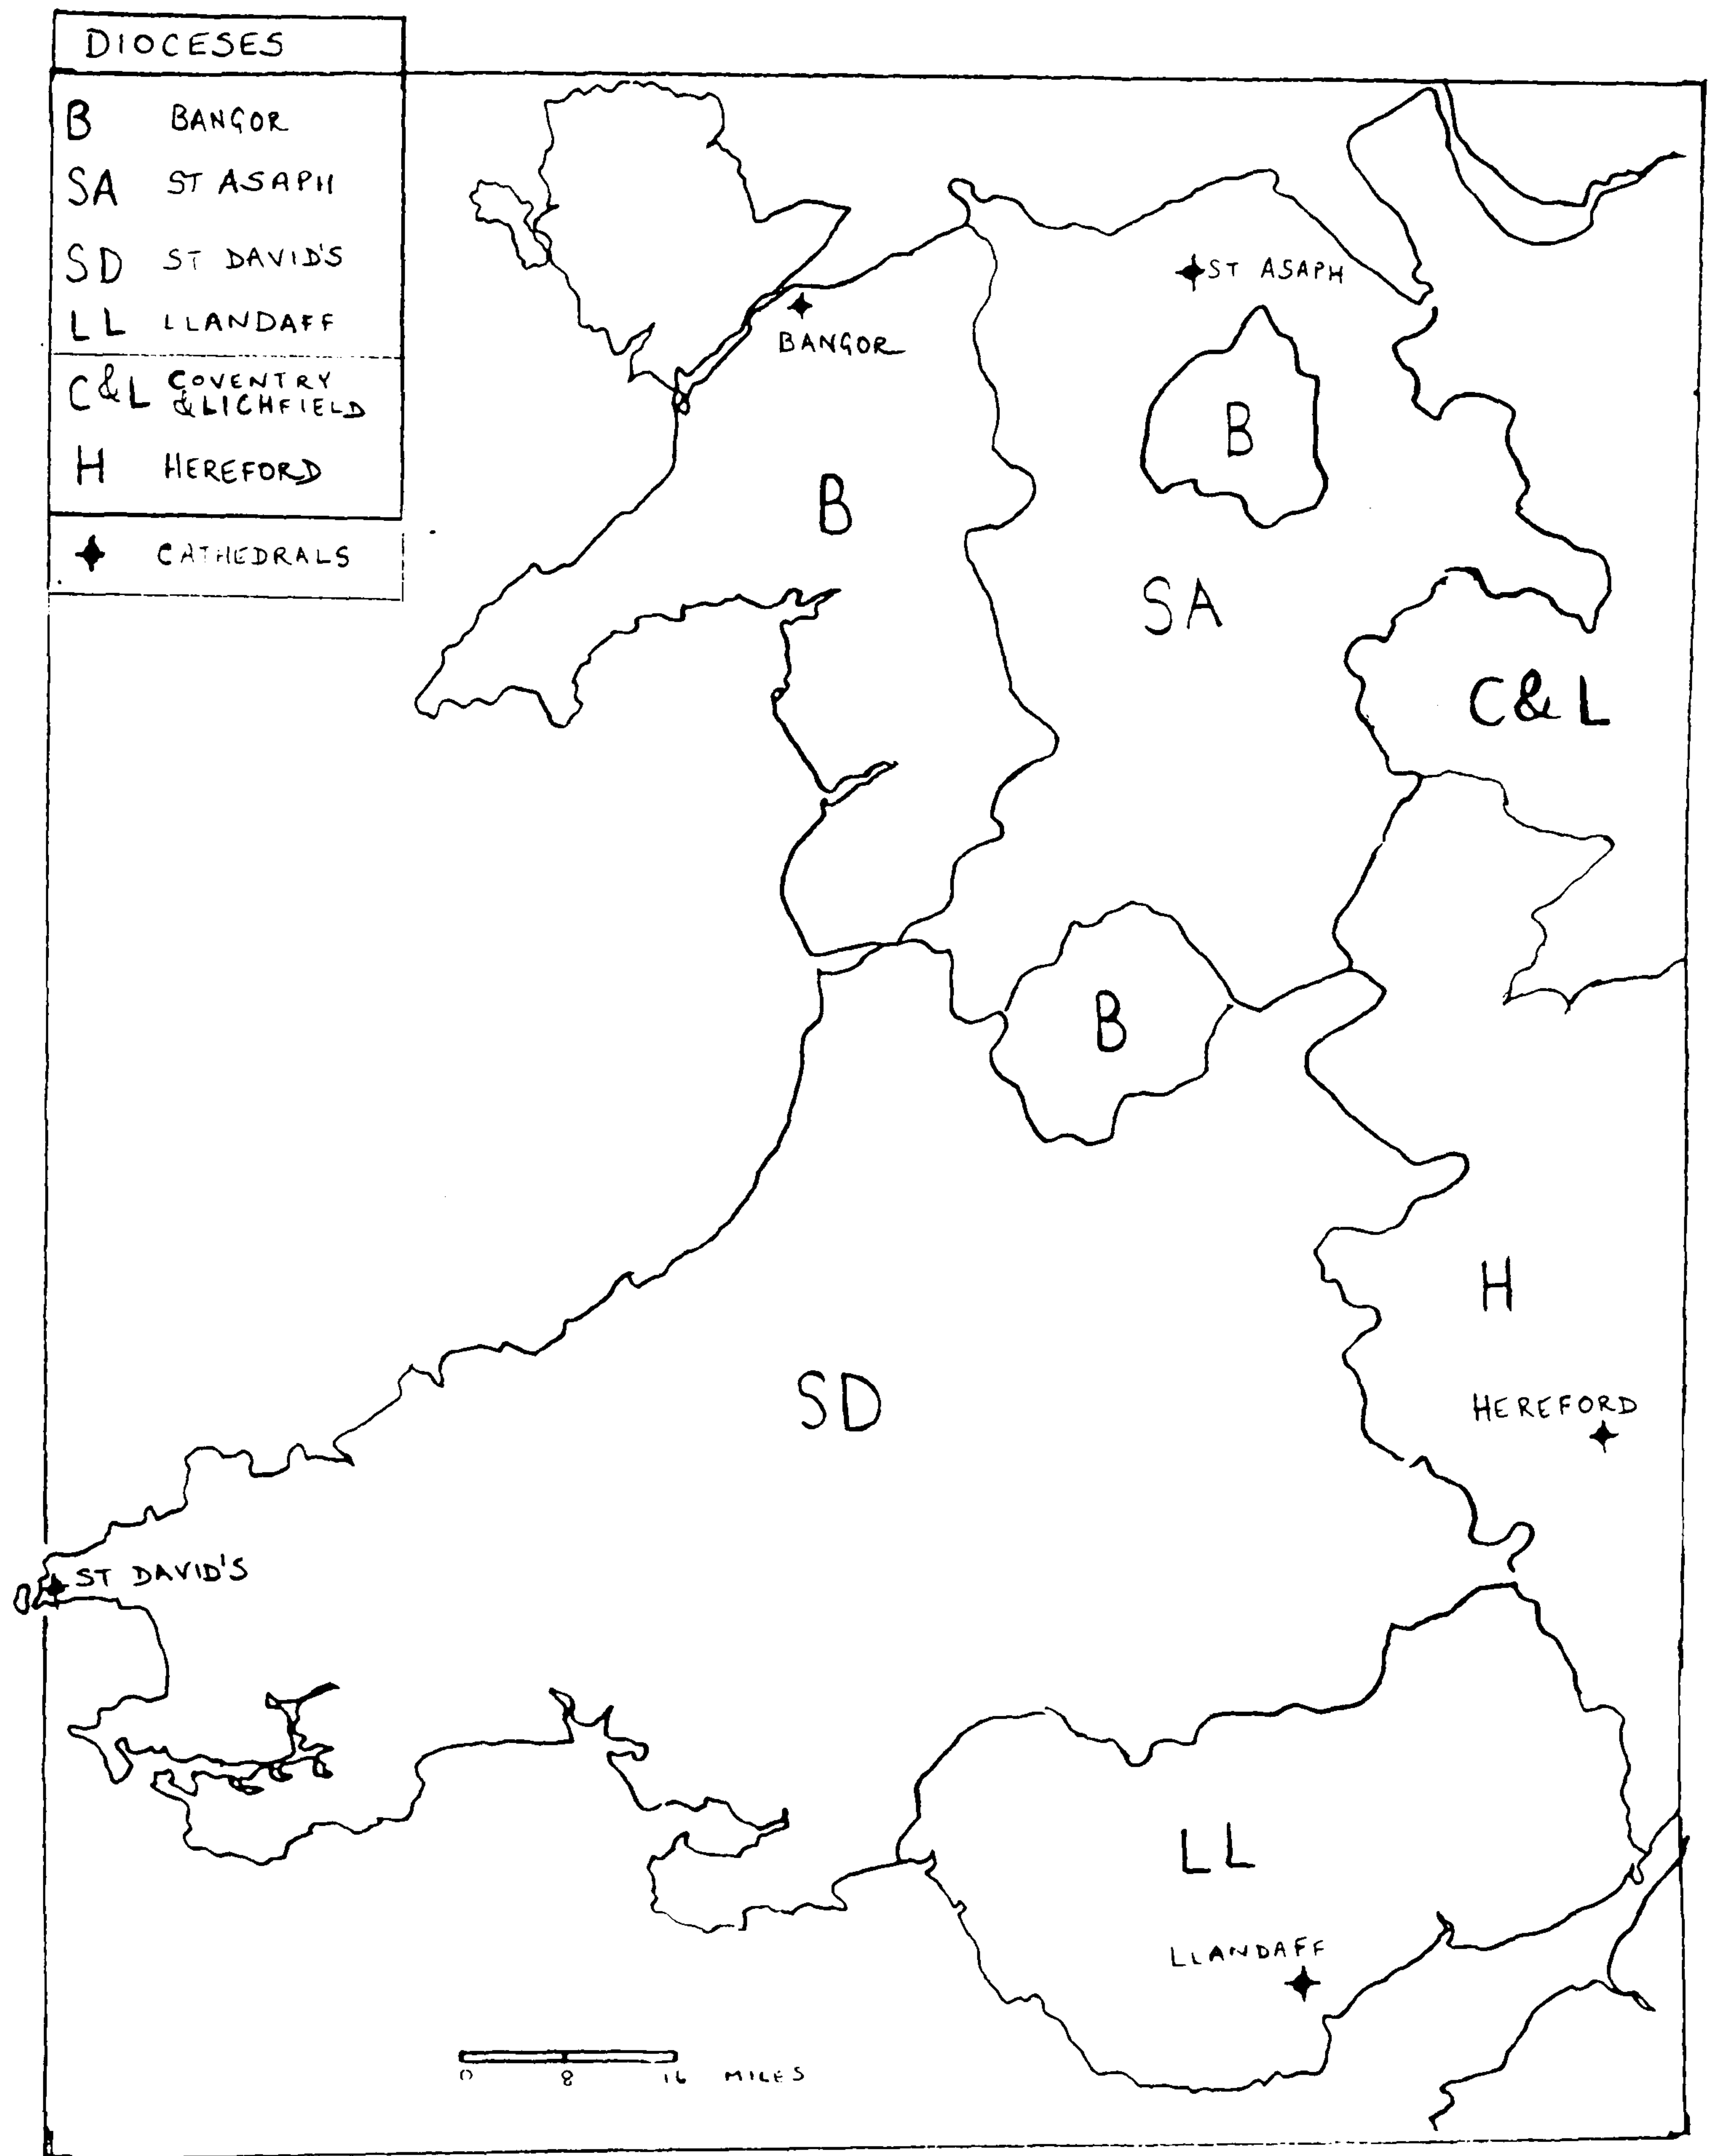 DIOCESES
B BANGOR
SA ST ASAPH
SD ST DAVID'S
LL LLANDAFF
C&L COVENTRY
&LICHFIELD
H HEREFORD
CATHEDRALS
ST ASAPH
BANGOR
B
B
SA
C&L
B
H
SD
HEREFORD
ST DAVID'S
LL
LLANDAFF
0 8 16 MILES